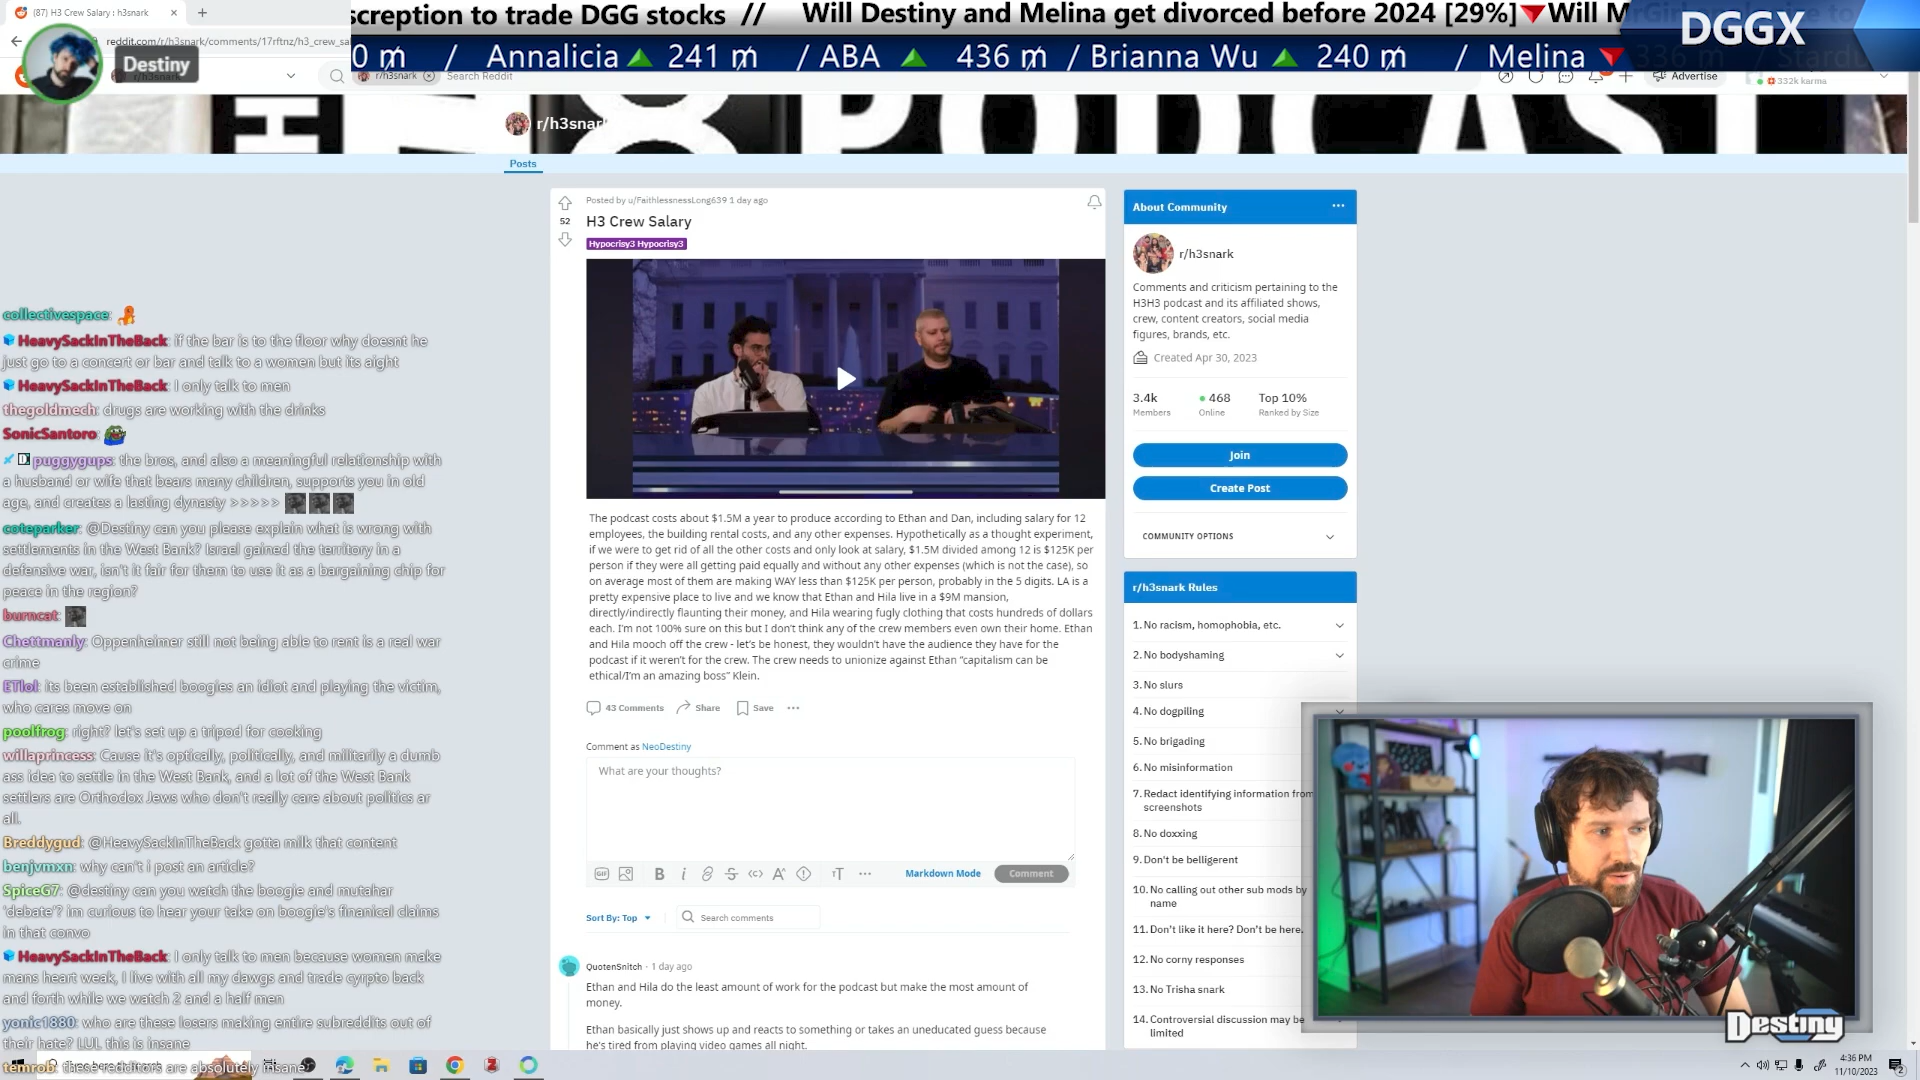 (87) H3 Crew Salary : h3snark
screption to trade DGG stocks // Will Destiny and Melina get divorced before 2024 [29%] Will
DGGX
reddit.com/r/h3snark/comments/17rftnz/h3_crew_sa
0 ㎖ / Annalicia 241 ㎖ / ABA 436 ㎖ / Brianna Wu 240 ㎖ / Melina
Destiny
r/h3snark
Search Reddit
Advertise
332k karma
r/h3snar
Posts
Posted by u/FaithlessnessLong639 1 day ago
52
H3 Crew Salary
Hypocrisy3 Hypocrisy3
The podcast costs about $1.5M a year to produce according to Ethan and Dan, including salary for 12
employees, the building rental costs, and any other expenses. Hypothetically as a thought experiment,
if we were to get rid of all the other costs and only look at salary, $1.5M divided among 12 is $125K per
person if they were all getting paid equally and without any other expenses (which is not the case), so
on average most of them are making WAY less than $125K per person, probably in the 5 digits. LA is a
pretty expensive place to live and we know that Ethan and Hila live in a $9M mansion,
directly/indirectly flaunting their money, and Hila wearing fugly clothing that costs hundreds of dollars
each. I'm not 100% sure on this but I don't think any of the crew members even own their home. Ethan
and Hila mooch off the crew - let's be honest, they wouldn't have the audience they have for the
podcast if it weren't for the crew. The crew needs to unionize against Ethan "capitalism can be
ethical/I'm an amazing boss" Klein.
43 Comments Share Save
Comment as NeoDestiny
What are your thoughts?
GIF
Markdown Mode
Comment
Sort By: Top
Search comments
QuotenSnitch · 1 day ago
Ethan and Hila do the least amount of work for the podcast but make the most amount of
money.
Ethan basically just shows up and reacts to something or takes an uneducated guess because
he's tired from playing video games all night.
About Community
r/h3snark
Comments and criticism pertaining to the
H3H3 podcast and its affiliated shows,
crew, content creators, social media
figures, brands, etc.
Created Apr 30, 2023
3.4k 468 Top 10%
Members Online Ranked by Size
Join
Create Post
COMMUNITY OPTIONS
r/h3snark Rules
1. No racism, homophobia, etc.
2. No bodyshaming
3. No slurs
4. No dogpiling
5. No brigading
6. No misinformation
7. Redact identifying information from
screenshots
8. No doxxing
9. Don't be belligerent
10. No calling out other sub mods by
name
11. Don't like it here? Don't be here.
12. No corny responses
13. No Trisha snark
14. Controversial discussion may be
limited
collectivespace:
HeavySackInTheBack: if the bar is to the floor why doesnt he
just go to a concert or bar and talk to a women but its aight
HeavySackInTheBack: I only talk to men
thegoldmech: drugs are working with the drinks
SonicSantoro:
puggygups: the bros, and also a meaningful relationship with
a husband or wife that bears many children, supports you in old
age, and creates a lasting dynasty >>>>>
coteparker: @Destiny can you please explain what is wrong with
settlements in the West Bank? Israel gained the territory in a
defensive war, isn't it fair for them to use it as a bargaining chip for
peace in the region?
burncat:
Chettmanly: Oppenheimer still not being able to rent is a real war
crime
ETlol: its been established boogies an idiot and playing the victim,
who cares move on
poolfrog: right? let's set up a tripod for cooking
willaprincess: Cause it's optically, politically, and militarily a dumb
ass idea to settle in the West Bank, and a lot of the West Bank
settlers are Orthodox Jews who don't really care about politics ar
all.
Breddygud: @HeavySackInTheBack gotta milk that content
benjvmxn: why can't i post an article?
SpiceG7: @destiny can you watch the boogie and mutahar
'debate'? im curious to hear your take on boogie's finanical claims
in that convo
HeavySackInTheBack: I only talk to men because women make
mans heart weak, I live with all my dawgs and trade cyrpto back
and forth while we watch 2 and a half men
yonic1880: who are these losers making entire subreddits out of
their hate? LUL this is insane
temrob: these redditors are absolutely insane
Destiny
4:36 PM
11/10/2023